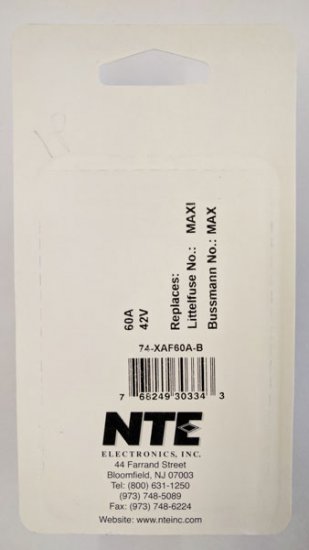 60A
42V
Replaces:
Littelfuse No.: MAXI
Bussmann No.: MAX
74-XAF60A-B
7 68249 30334 3
NTE
ELECTRONICS, INC.
44 Farrand Street
Bloomfield, NJ 07003
Tel: (800) 631-1250
(973) 748-5089
Fax: (973) 748-6224
Website: www.nteinc.com